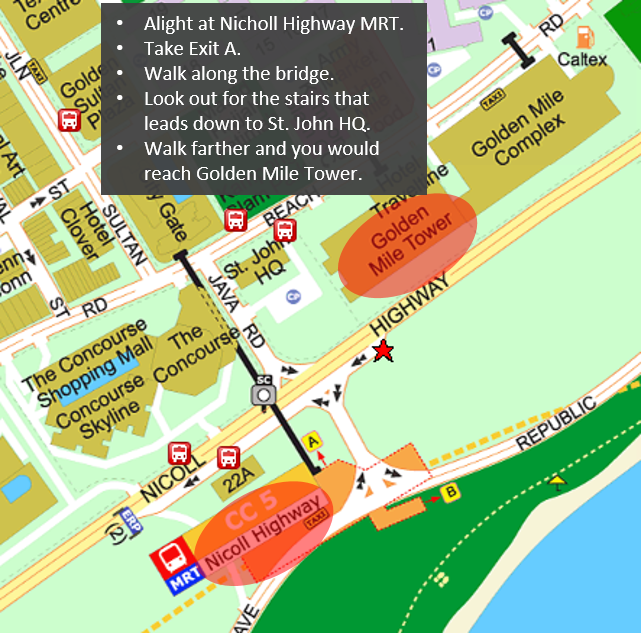 • Alight at Nicholl Highway MRT.
• Take Exit A.
• Walk along the bridge.
• Look out for the stairs that
leads down to St. John HQ.
• Walk farther and you would
reach Golden Mile Tower.
Centre
JLN
TAXI
Golden
Sultan
Plaza
CP
RD
Caltex
CP
TAXI
Golden Mile
Complex
Hotel
Art
ST
Hotel
Clover
SULTAN
Gate
BEACH
Golden
Mile Tower
St. John
HQ
CP
ST
RD
JAVA
RD
HIGHWAY
The Concourse
Shopping Mall
The
Concourse
Concourse
Skyline
SC
REPUBLIC
A
NICOLL
22A
B
ERP
(2)
CC 5
Nicoll Highway
TAXI
MRT
AVE